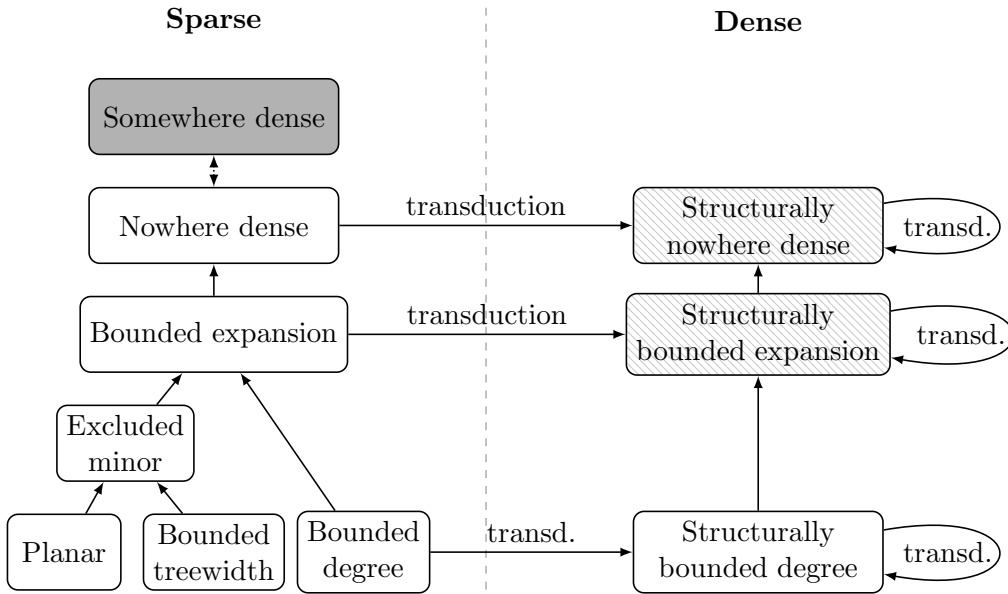 Sparse
Dense
Somewhere dense
Nowhere dense
transduction
Structurally
nowhere dense
transd.
Bounded expansion
transduction
Structurally
bounded expansion
transd.
Excluded
minor
Planar
Bounded
treewidth
Bounded
degree
transd.
Structurally
bounded degree
transd.